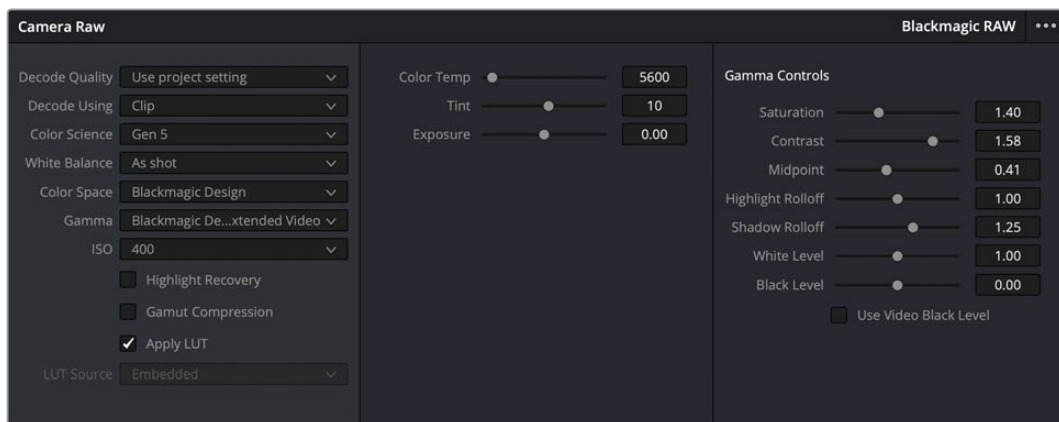 Camera Raw
Blackmagic RAW
Decode Quality Use project setting
Decode Using Clip
Color Science Gen 5
White Balance As shot
Color Space Blackmagic Design
Gamma Blackmagic De...xtended Video
ISO 400
Highlight Recovery
Gamut Compression
Apply LUT
LUT Source Embedded
Color Temp 5600
Tint 10
Exposure 0.00
Gamma Controls
Saturation 1.40
Contrast 1.58
Midpoint 0.41
Highlight Rolloff 1.00
Shadow Rolloff 1.25
White Level 1.00
Black Level 0.00
Use Video Black Level